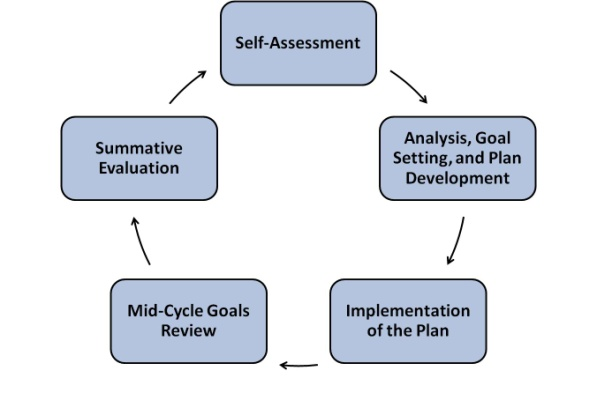 Self-Assessment
Analysis, Goal
Setting, and Plan
Development
Implementation
of the Plan
Mid-Cycle Goals
Review
Summative
Evaluation